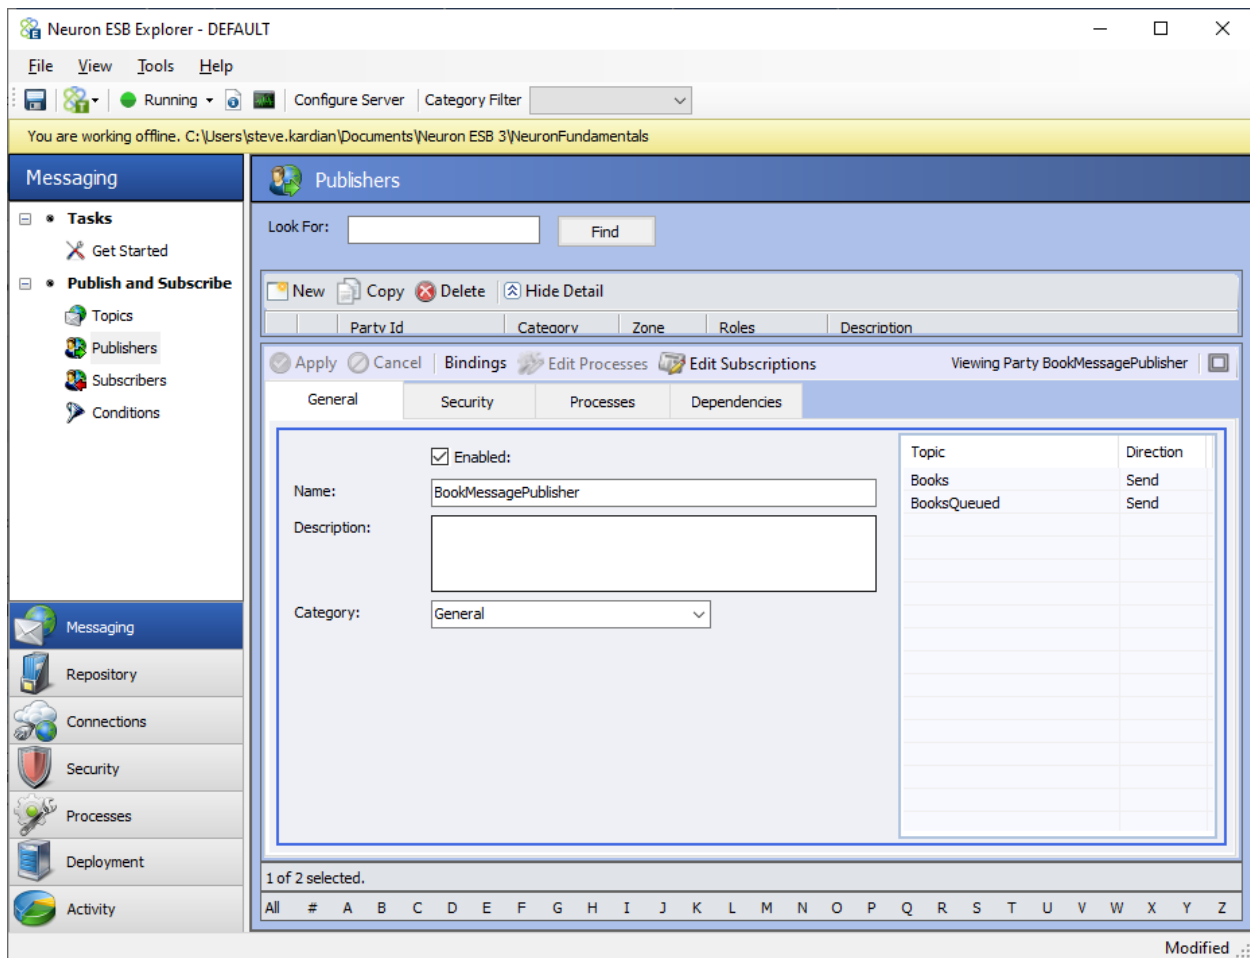 Neuron ESB Explorer - DEFAULT
File View Tools Help
Running Configure Server Category Filter
You are working offline. C:\Users\steve.kardian\Documents\Neuron ESB 3\NeuronFundamentals
Messaging
Tasks
Get Started
Publish and Subscribe
Topics
Publishers
Subscribers
Conditions
Messaging
Repository
Connections
Security
Processes
Deployment
Activity
Publishers
Look For: Find
New Copy Delete Hide Detail
Party Id Category Zone Roles Description
Apply Cancel Bindings Edit Processes Edit Subscriptions Viewing Party BookMessagePublisher
General Security Processes Dependencies
Enabled:
Name: BookMessagePublisher
Description:
Category: General
Topic Direction
Books Send
BooksQueued Send
1 of 2 selected.
All # A B C D E F G H I J K L M N O P Q R S T U V W X Y Z
Modified